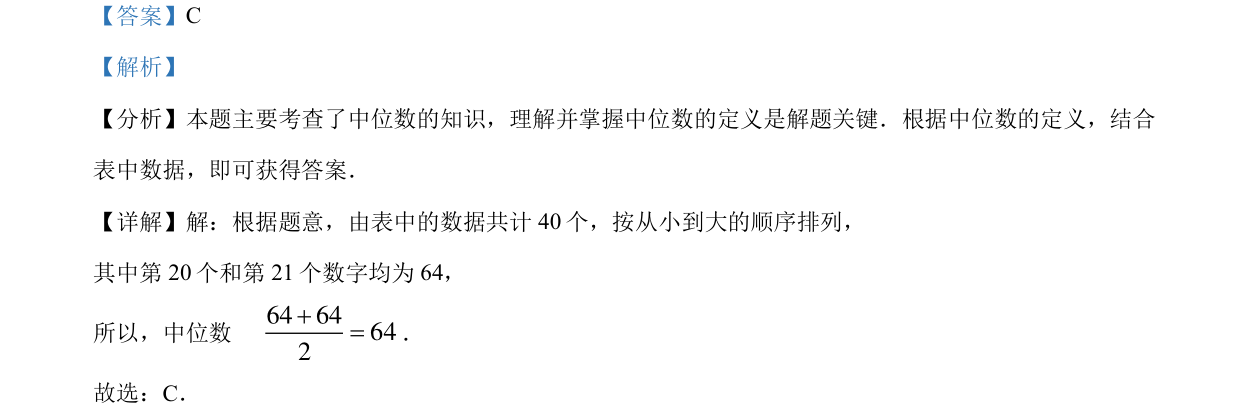 【答案】C
【解析】
【分析】本题主要考查了中位数的知识，理解并掌握中位数的定义是解题关键．根据中位数的定义，结合
表中数据，即可获得答案．
【详解】解：根据题意，由表中的数据共计 40 个，按从小到大的顺序排列，
其中第 20 个和第 21 个数字均为 64，
所以，中位数 (64+64)/2=64．
故选：C．